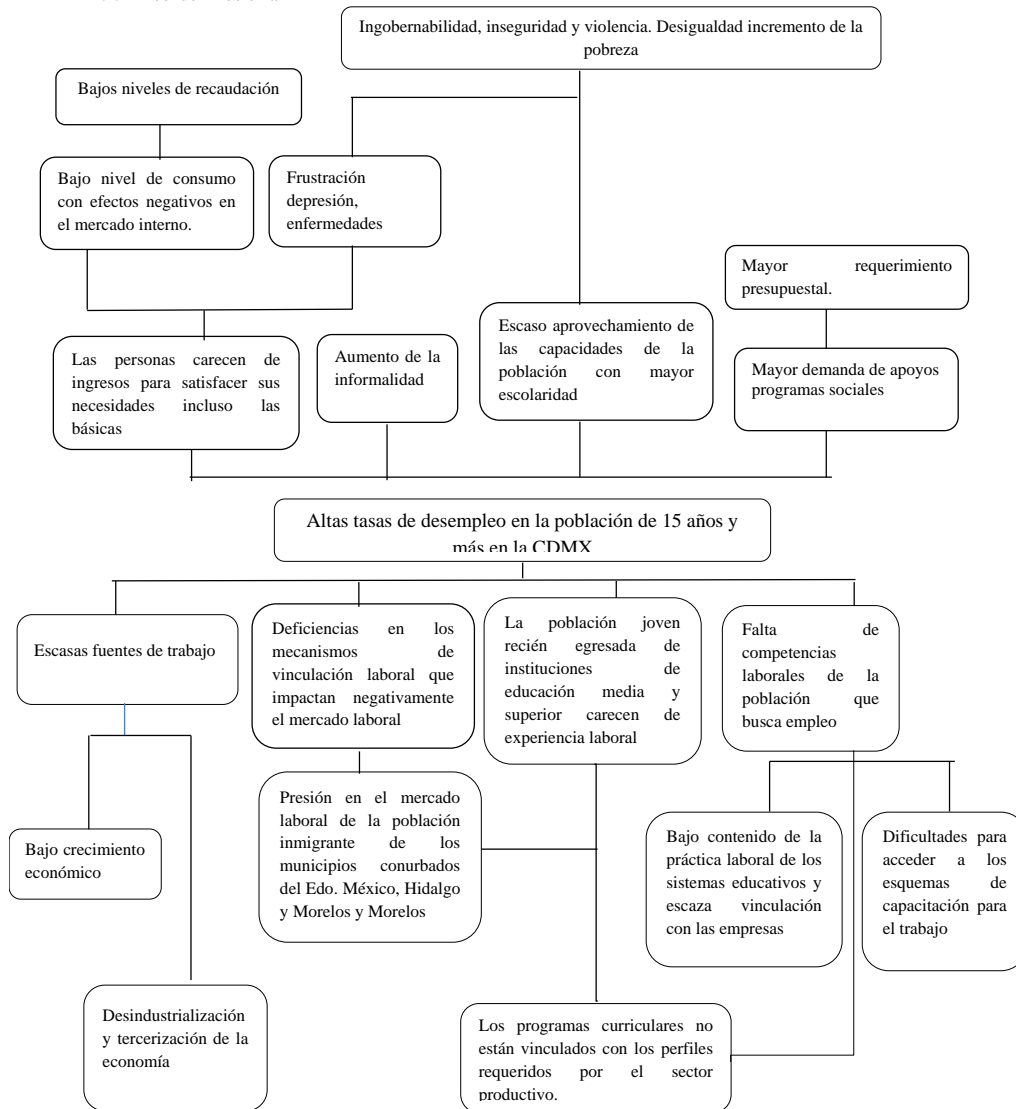 Ingobernabilidad, inseguridad y violencia. Desigualdad incremento de la
pobreza
Bajos niveles de recaudación
Bajo nivel de consumo
con efectos negativos en
el mercado interno.
Frustración
depresión,
enfermedades
Mayor requerimiento
presupuestal.
Las personas carecen de
ingresos para satisfacer sus
necesidades incluso las
básicas
Aumento de la
informalidad
Escaso aprovechamiento de
las capacidades de la
población con mayor
escolaridad
Mayor demanda de apoyos
programas sociales
Altas tasas de desempleo en la población de 15 años y
más en la CDMX
Escasas fuentes de trabajo
Deficiencias en los
mecanismos de
vinculación laboral que
impactan negativamente
el mercado laboral
La población joven
recién egresada de
instituciones de
educación media y
superior carecen de
experiencia laboral
Falta de
competencias
laborales de la
población que
busca empleo
Bajo crecimiento
económico
Presión en el mercado
laboral de la población
inmigrante de los
municipios conurbados
del Edo. México, Hidalgo
y Morelos y Morelos
Bajo contenido de la
práctica laboral de los
sistemas educativos y
escaza vinculación
con las empresas
Dificultades para
acceder a los
esquemas de
capacitación para
el trabajo
Desindustrialización
y tercerización de la
economía
Los programas curriculares no
están vinculados con los perfiles
requeridos por el sector
productivo.